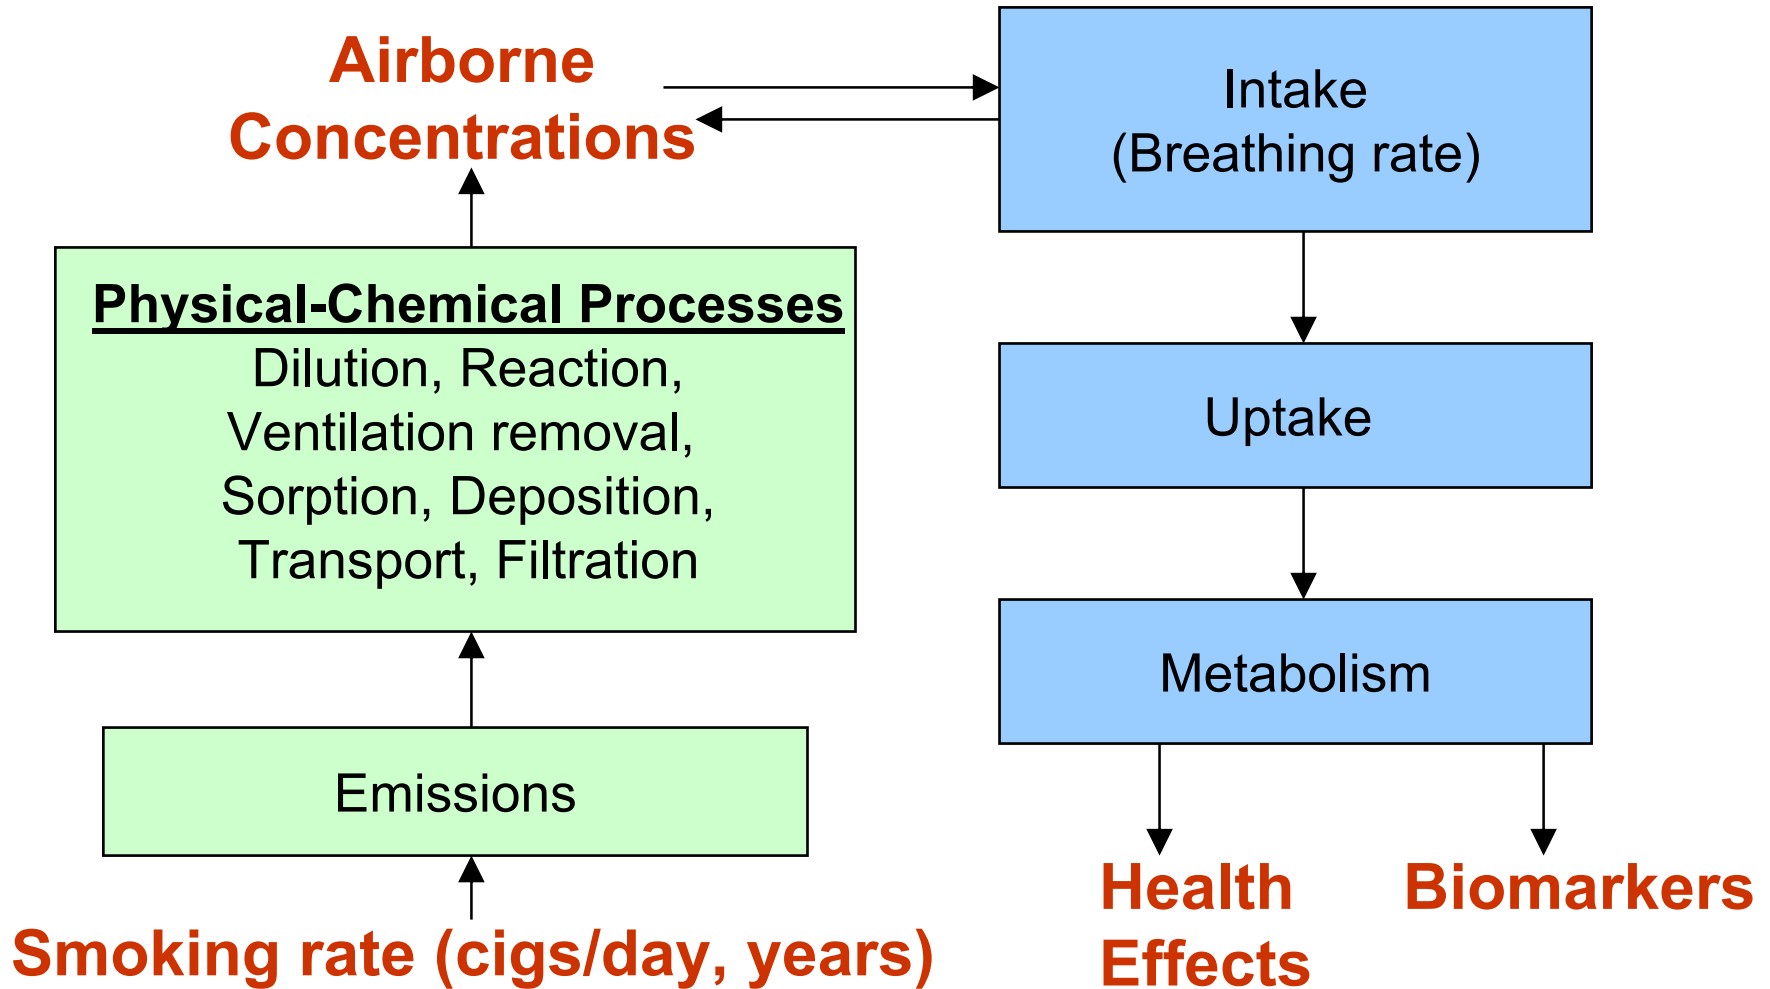 Airborne
Concentrations
Intake
(Breathing rate)
Physical-Chemical Processes
Dilution, Reaction,
Ventilation removal,
Sorption, Deposition,
Transport, Filtration
Uptake
Metabolism
Emissions
Health
Effects
Biomarkers
Smoking rate (cigs/day, years)